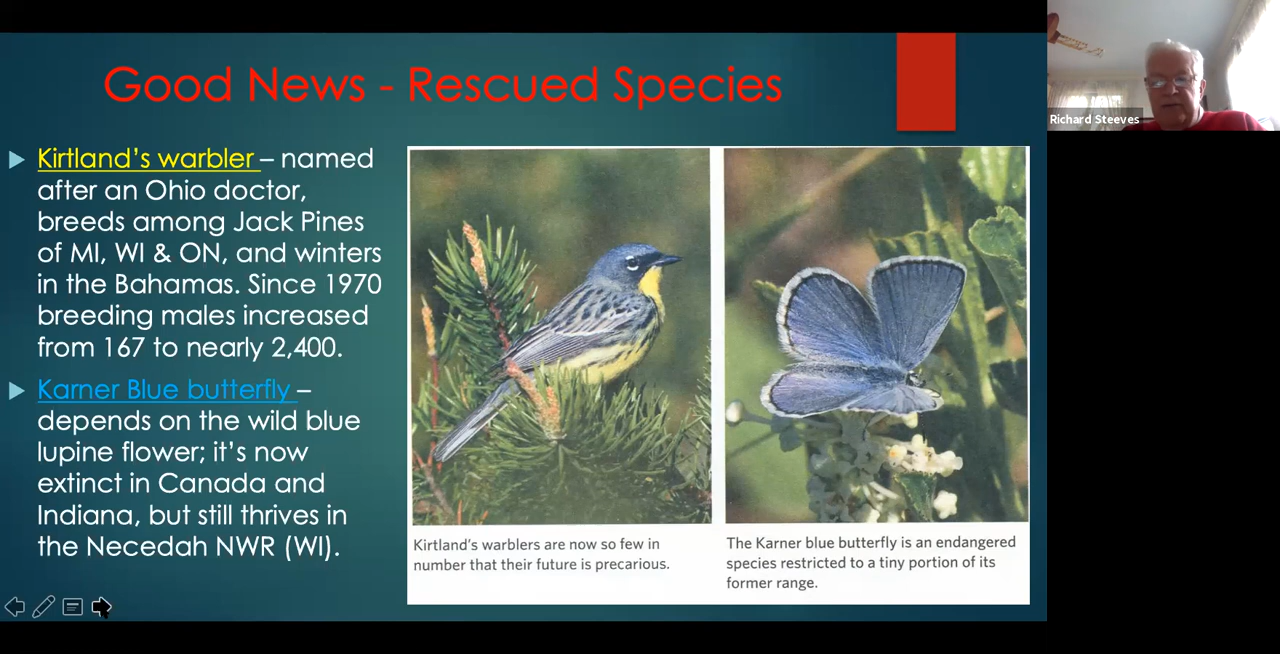 Good News - Rescued Species
Richard Steeves
Kirtland's warbler – named
after an Ohio doctor,
breeds among Jack Pines
of MI, WI & ON, and winters
in the Bahamas. Since 1970
breeding males increased
from 167 to nearly 2,400.
Karner Blue butterfly –
depends on the wild blue
lupine flower; it's now
extinct in Canada and
Indiana, but still thrives in
the Necedah NWR (WI).
Kirtland's warblers are now so few in
number that their future is precarious.
The Karner blue butterfly is an endangered
species restricted to a tiny portion of its
former range.